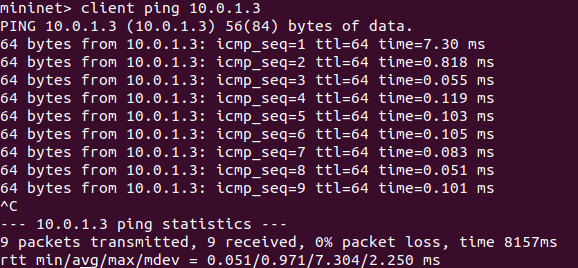 mininet> client ping 10.0.1.3
PING 10.0.1.3 (10.0.1.3) 56(84) bytes of data.
64 bytes from 10.0.1.3: icmp_seq=1 ttl=64 time=7.30 ms
64 bytes from 10.0.1.3: icmp_seq=2 ttl=64 time=0.818 ms
64 bytes from 10.0.1.3: icmp_seq=3 ttl=64 time=0.055 ms
64 bytes from 10.0.1.3: icmp_seq=4 ttl=64 time=0.119 ms
64 bytes from 10.0.1.3: icmp_seq=5 ttl=64 time=0.103 ms
64 bytes from 10.0.1.3: icmp_seq=6 ttl=64 time=0.105 ms
64 bytes from 10.0.1.3: icmp_seq=7 ttl=64 time=0.083 ms
64 bytes from 10.0.1.3: icmp_seq=8 ttl=64 time=0.051 ms
64 bytes from 10.0.1.3: icmp_seq=9 ttl=64 time=0.101 ms
^C
--- 10.0.1.3 ping statistics ---
9 packets transmitted, 9 received, 0% packet loss, time 8157ms
rtt min/avg/max/mdev = 0.051/0.971/7.304/2.250 ms